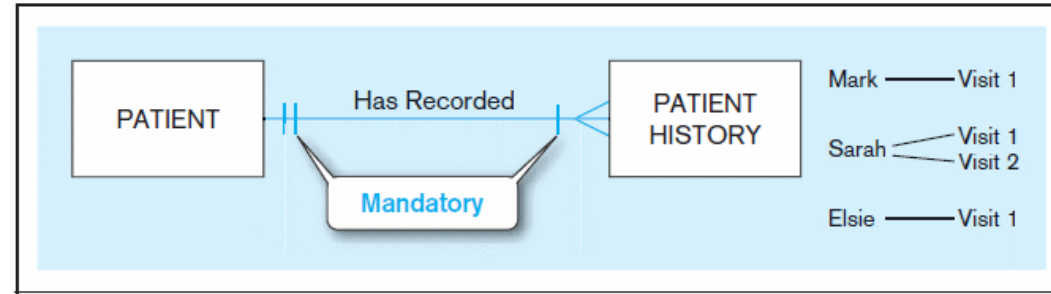 PATIENT
Has Recorded
PATIENT
HISTORY
Mandatory
Mark Visit 1
Sarah Visit 1
Visit 2
Elsie Visit 1